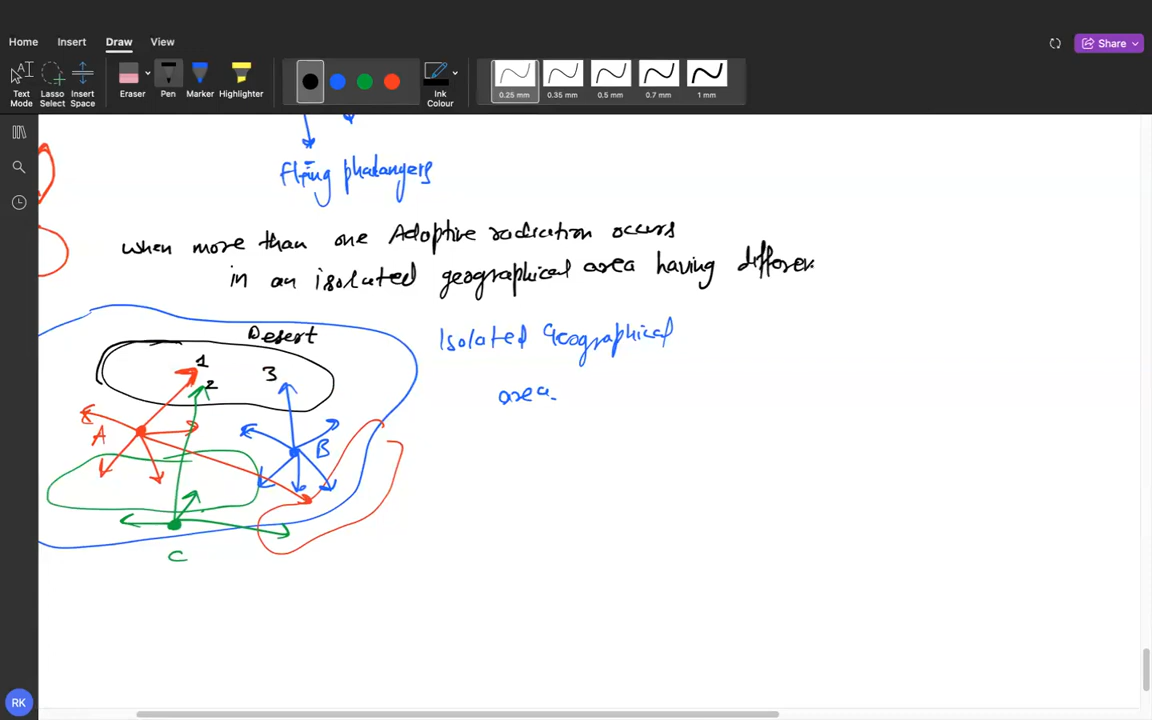 Home Insert Draw View
Share
Text Mode
Lasso Select
Insert Space
Eraser
Pen
Marker
Highlighter
Ink Colour
0.25 mm
0.35 mm
0.5 mm
0.7 mm
1 mm
Flying phalangers
when more than one Adoptive radiation occurs
in an isolated geographical area having differen
Desert
1
2
3
A
B
C
Isolated Geographical
area.
RK